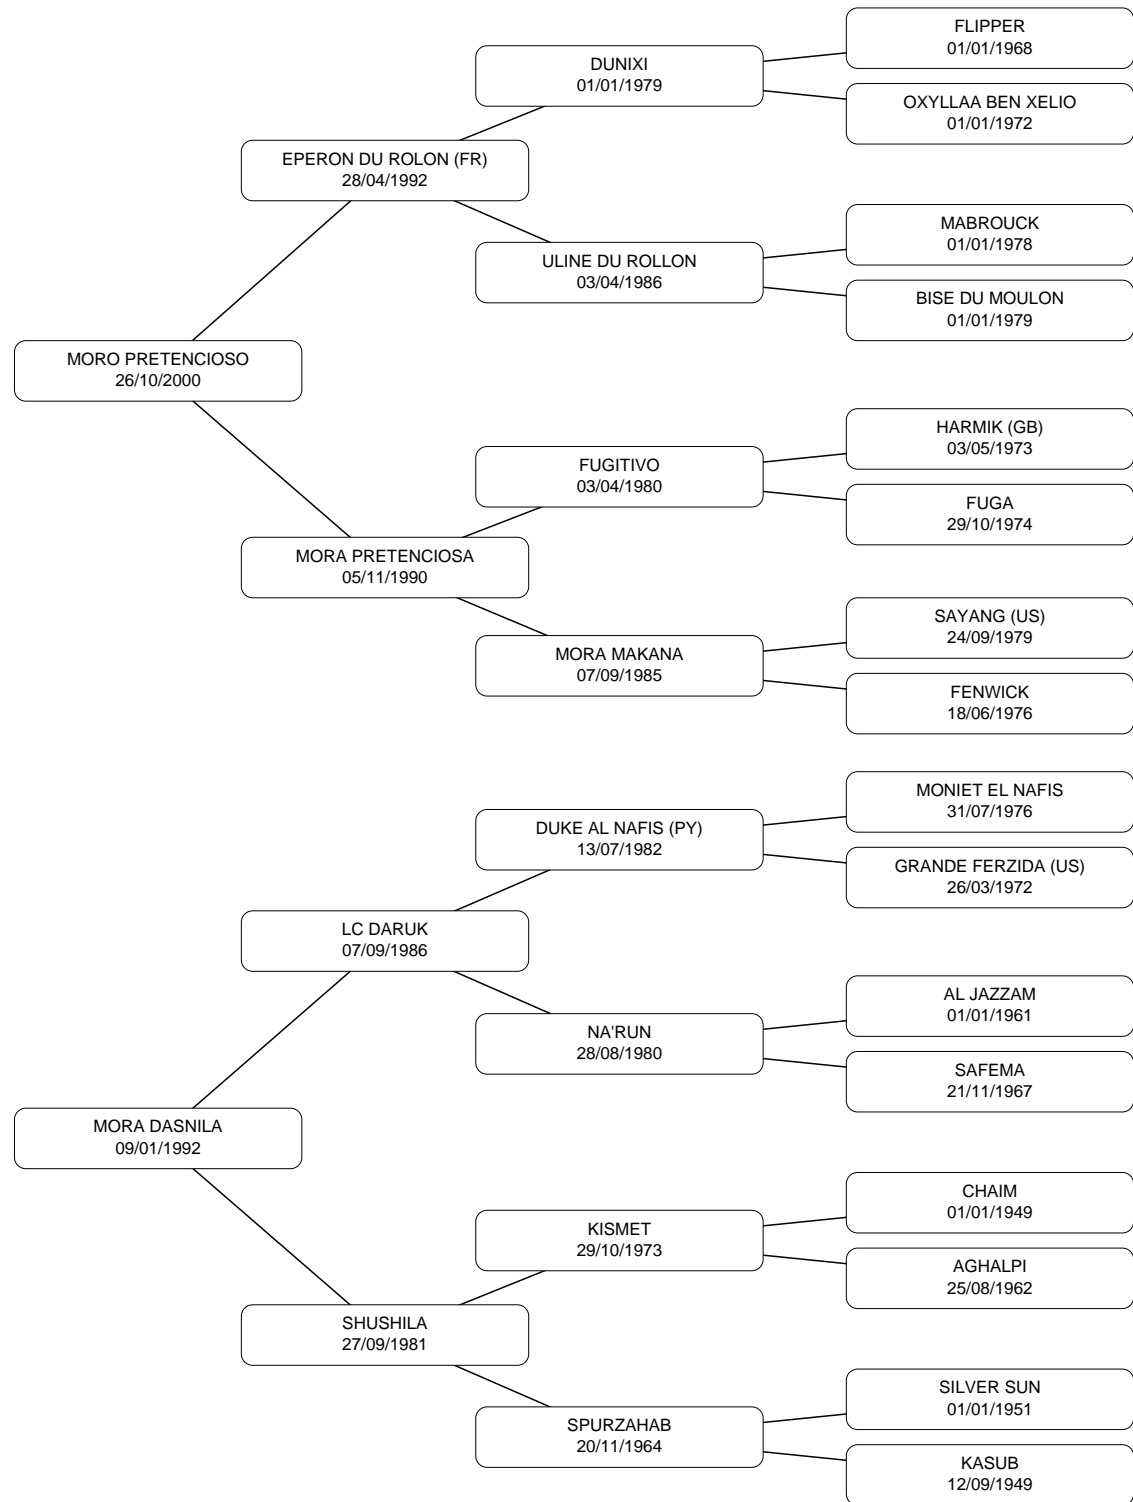 FLIPPER
01/01/1968
DUNIXI
01/01/1979
OXYLLAA BEN XELIO
01/01/1972
EPERON DU ROLON (FR)
28/04/1992
MABROUCK
01/01/1978
ULINE DU ROLLON
03/04/1986
BISE DU MOULON
01/01/1979
MORO PRETENCIOSO
26/10/2000
HARMIK (GB)
03/05/1973
FUGITIVO
03/04/1980
FUGA
29/10/1974
MORA PRETENCIOSA
05/11/1990
SAYANG (US)
24/09/1979
MORA MAKANA
07/09/1985
FENWICK
18/06/1976
MONIET EL NAFIS
31/07/1976
DUKE AL NAFIS (PY)
13/07/1982
GRANDE FERZIDA (US)
26/03/1972
LC DARUK
07/09/1986
AL JAZZAM
01/01/1961
NA'RUN
28/08/1980
SAFEMA
21/11/1967
MORA DASNILA
09/01/1992
CHAIM
01/01/1949
KISMET
29/10/1973
AGHALPI
25/08/1962
SHUSHILA
27/09/1981
SILVER SUN
01/01/1951
SPURZAHAB
20/11/1964
KASUB
12/09/1949